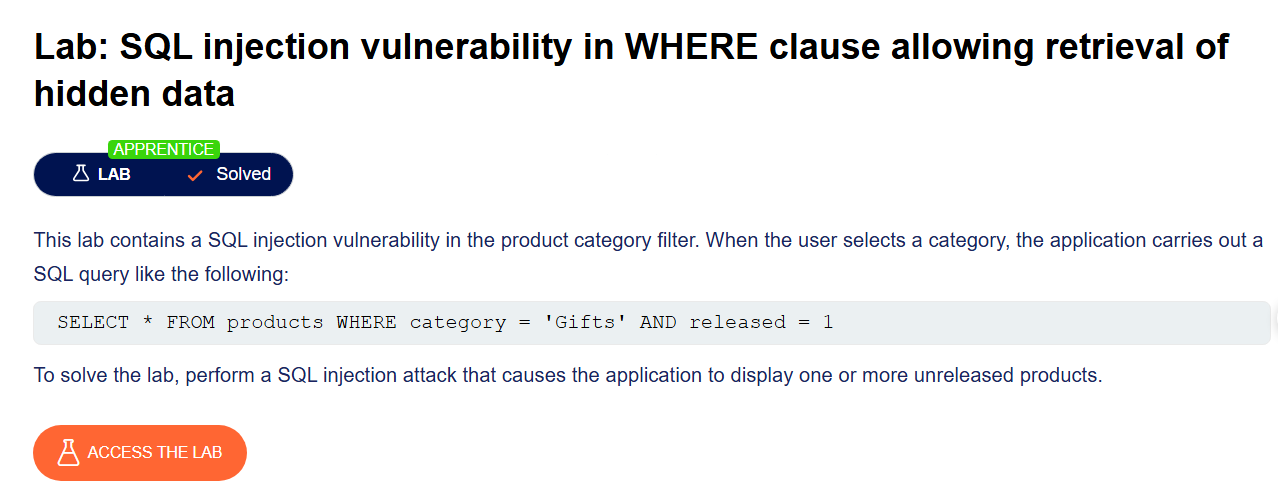 Lab: SQL injection vulnerability in WHERE clause allowing retrieval of
hidden data
APPRENTICE
LAB Solved
This lab contains a SQL injection vulnerability in the product category filter. When the user selects a category, the application carries out a
SQL query like the following:
SELECT * FROM products WHERE category = 'Gifts' AND released = 1
To solve the lab, perform a SQL injection attack that causes the application to display one or more unreleased products.
ACCESS THE LAB